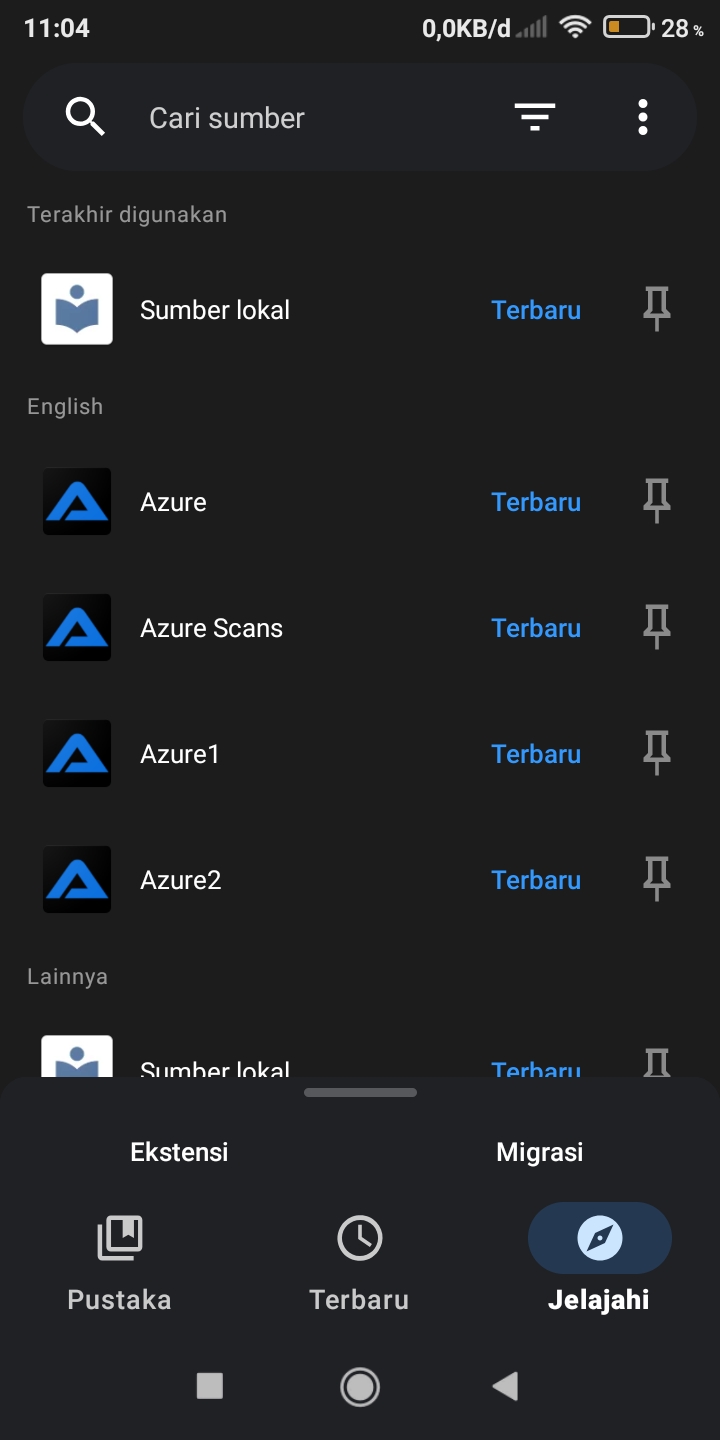 11:04 0,0KB/d 28 %
Cari sumber
Terakhir digunakan
Sumber lokal Terbaru
English
Azure Terbaru
Azure Scans Terbaru
Azure1 Terbaru
Azure2 Terbaru
Lainnya
Sumber lokal Terbaru
Ekstensi Migrasi
Pustaka Terbaru Jelajahi